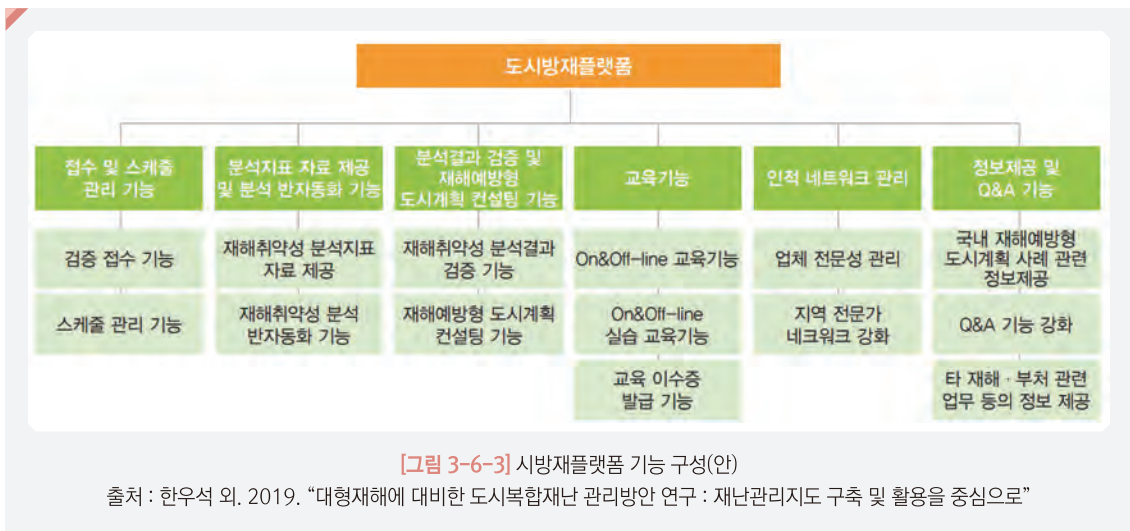 도시방재플랫폼
접수 및 스케줄
관리 기능
분석지표 자료 제공
및 분석 반자동화 기능
분석결과 검증 및
재해예방형
도시계획 컨설팅 기능
교육기능
인적 네트워크 관리
정보제공 및
Q&A 기능
검증 접수 기능
재해취약성 분석지표
자료 제공
재해취약성 분석결과
검증 기능
On&Off-line 교육기능
업체 전문성 관리
국내 재해예방형
도시계획 사례 관련
정보제공
스케줄 관리 기능
재해취약성 분석
반자동화 기능
재해예방형 도시계획
컨설팅 기능
On&Off-line
실습 교육기능
지역 전문가
네크워크 강화
Q&A 기능 강화
교육 이수증
발급 기능
타 재해 · 부처 관련
업무 등의 정보 제공
[그림 3-6-3] 시방재플랫폼 기능 구성(안)
출처 : 한우석 외. 2019. “대형재해에 대비한 도시복합재난 관리방안 연구 : 재난관리지도 구축 및 활용을 중심으로”